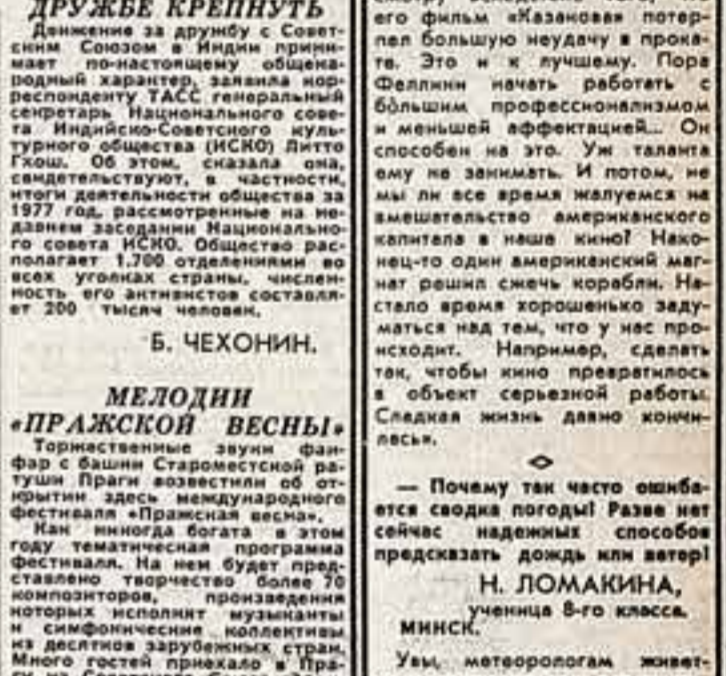 ДРУЖБЕ КРЕПНУТЬ
Движение за дружбу с Совет-
ским Союзом в Индии прини-
мает по-настоящему общена-
родный характер, заявила кор-
респонденту ТАСС генеральный
секретарь Национального сове-
та Индийско-Советского куль-
турного общества (ИСКО) Литто
Гхош. Об этом, сказала она,
свидетельствуют, в частности,
итоги деятельности общества за
1977 год, рассмотренные на не-
давнем заседании Национально-
го совета ИСКО. Общество рас-
полагает 1.700 отделениями во
всех уголках страны, числен-
ность его активистов составля-
ет 200 тысяч человек.
Б. ЧЕХОНИН.
МЕЛОДИИ
«ПРАЖСКОЙ ВЕСНЫ»
Торжественные звуки фан-
фар с башни Староместской ра-
туши Праги возвестили об от-
крытии здесь международного
фестиваля «Пражская весна».
Как никогда богата в этом
году тематическая программа
фестиваля. На нем будет пред-
ставлено творчество более 70
композиторов, произведения
которых исполнят музыканты
и симфонические коллективы
из десятков зарубежных стран.
Много гостей приехало в Пра-
его фильм «Казанова» потер-
пел большую неудачу в прока-
те. Это и к лучшему. Пора
Феллини начать работать с
бо́льшим профессионализмом
и меньшей аффектацией... Он
способен на это. Уж таланта
ему не занимать. И потом, не
мы ли все время жалуемся на
вмешательство американского
капитала в наше кино? Нако-
нец-то один американский маг-
нат решил сжечь корабли. На-
стало время хорошенько заду-
маться над тем, что у нас про-
исходит. Например, сделать
так, чтобы кино превратилось
в объект серьезной работы.
Сладкая жизнь давно кончи-
лась».
— Почему так часто ошиба-
ется сводка погоды? Разве нет
сейчас надежных способов
предсказать дождь или ветер?
Н. ЛОМАКИНА,
ученица 8-го класса.
МИНСК.
Увы, метеорологам живет-